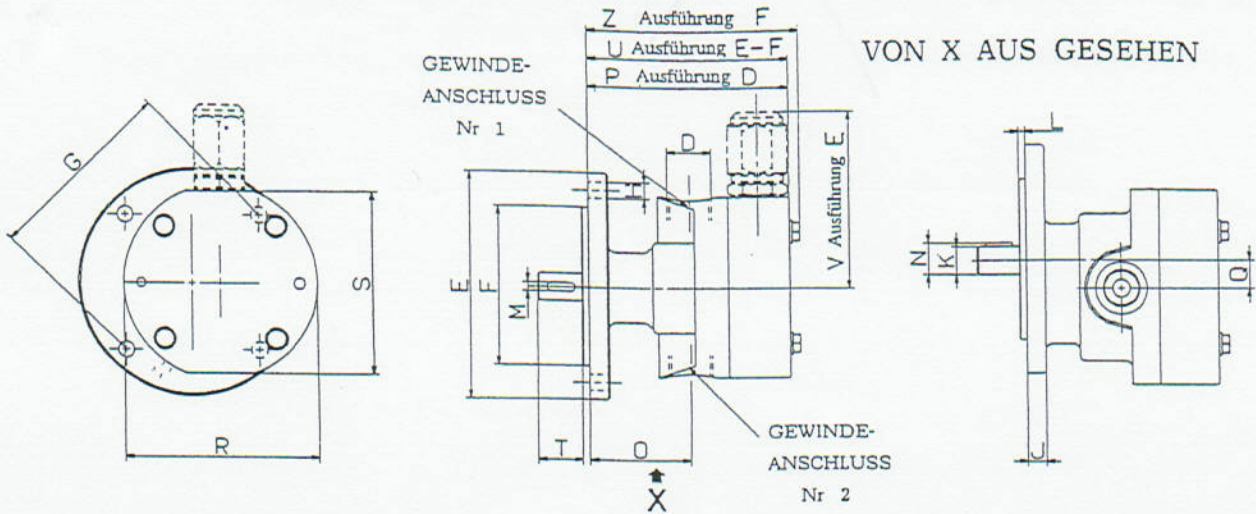 Z Ausführung F
U Ausführung E-F
P Ausführung D
VON X AUS GESEHEN
GEWINDE-
ANSCHLUSS
Nr 1
G
D
H
V Ausführung E
L
E
F
M
S
N
K
Q
R
T
O
X
J
GEWINDE-
ANSCHLUSS
Nr 2